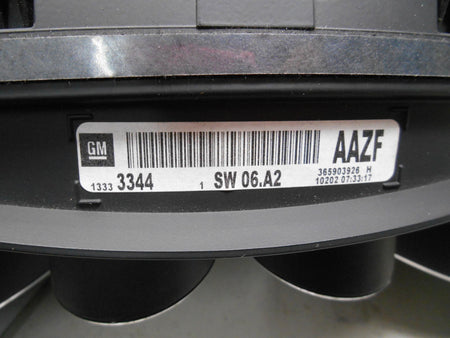 GM
AAZF
1333 3344 1 SW 06.A2
365903926 H
10202 07:33:17